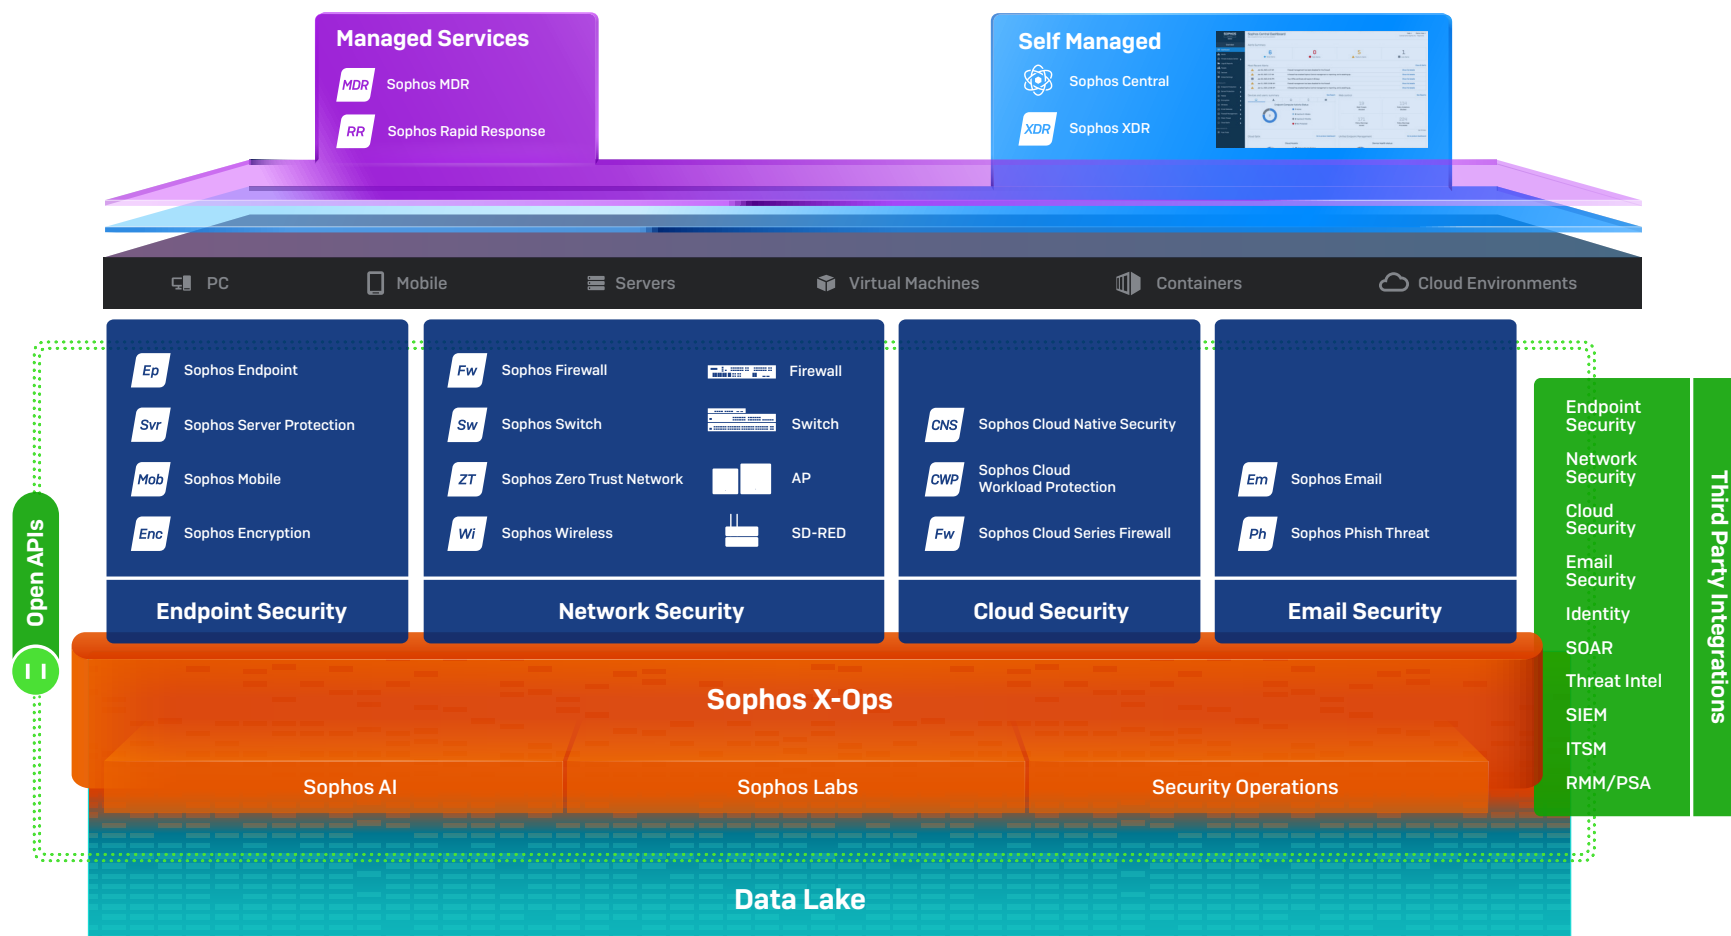 Managed Services
MDR
Sophos MDR
RR
Sophos Rapid Response
Self Managed
Sophos Central
XDR
Sophos XDR
PC
Mobile
Servers
Virtual Machines
Containers
Cloud Environments
Ep
Sophos Endpoint
Svr
Sophos Server Protection
Mob
Sophos Mobile
Enc
Sophos Encryption
Endpoint Security
Fw
Sophos Firewall
Firewall
Sw
Sophos Switch
Switch
ZT
Sophos Zero Trust Network
AP
Wi
Sophos Wireless
SD-RED
Network Security
CNS
Sophos Cloud Native Security
CWP
Sophos Cloud
Workload Protection
Fw
Sophos Cloud Series Firewall
Cloud Security
Em
Sophos Email
Ph
Sophos Phish Threat
Email Security
Open APIs
Endpoint
Security
Network
Security
Cloud
Security
Email
Security
Identity
SOAR
Threat Intel
SIEM
ITSM
RMM/PSA
Third Party Integrations
Sophos X-Ops
Sophos AI
Sophos Labs
Security Operations
Data Lake